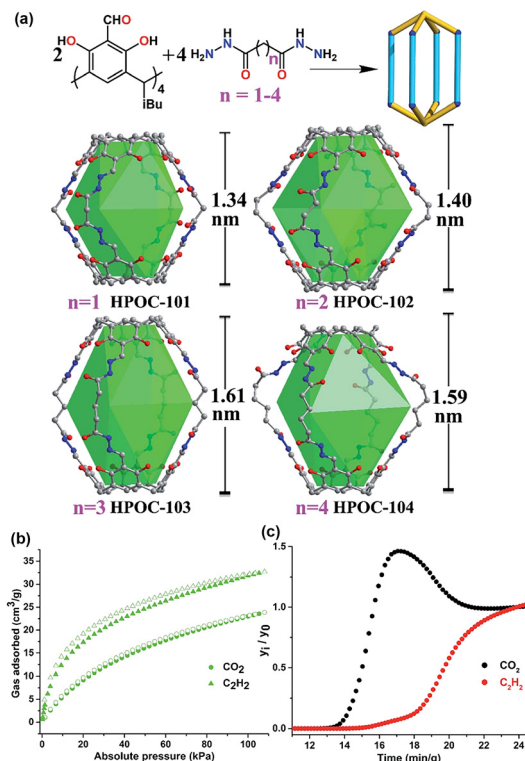 (a)
CHO
HO OH
2 +4 H₂N N H O ( ) n O H N NH₂
( ) 4
iBu
n = 1-4
1.34 nm
1.40 nm
n=1 HPOC-101
n=2 HPOC-102
1.61 nm
1.59 nm
n=3 HPOC-103
n=4 HPOC-104
(b)
Gas adsorbed (cm³/g)
35
30
25
20
15
10
5
0
CO₂
C₂H₂
0 20 40 60 80 100
Absolute pressure (kPa)
(c)
yᵢ / y₀
1.5
1.0
0.5
0.0
CO₂
C₂H₂
12 14 16 18 20 22 24
Time (min/g)